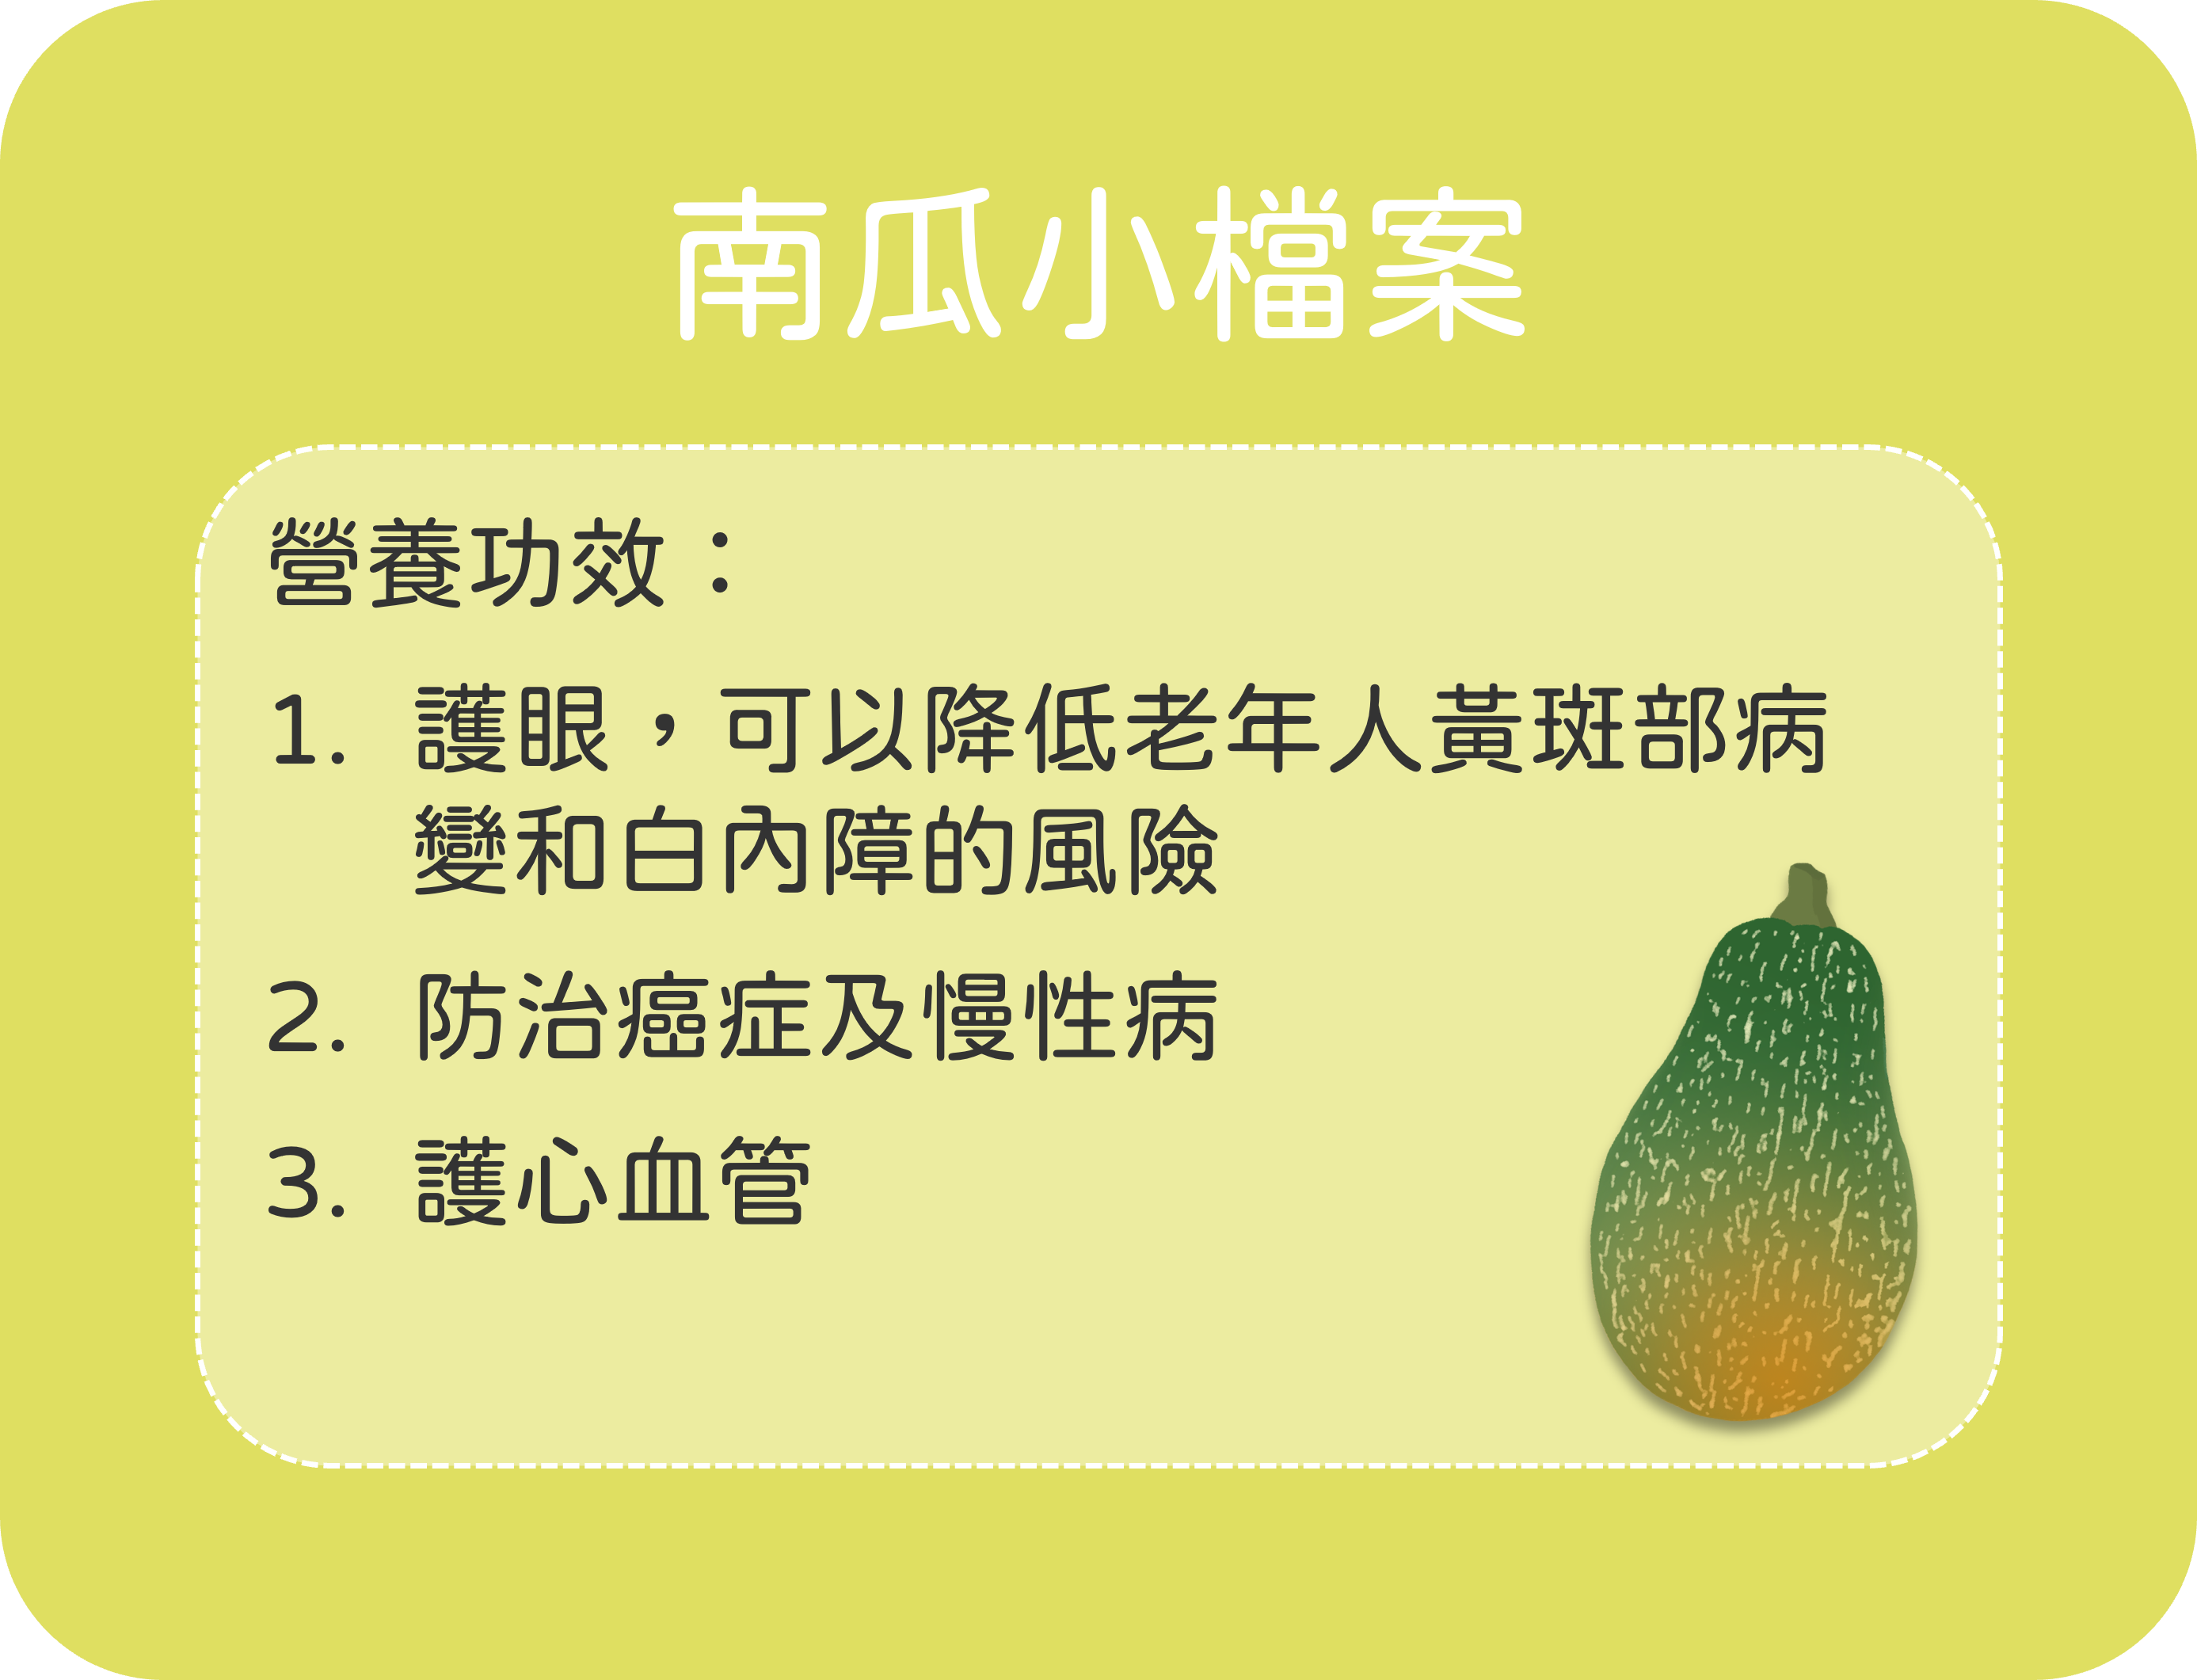 南瓜小檔案
營養功效：
1. 護眼，可以降低老年人黃斑部病
變和白內障的風險
2. 防治癌症及慢性病
3. 護心血管